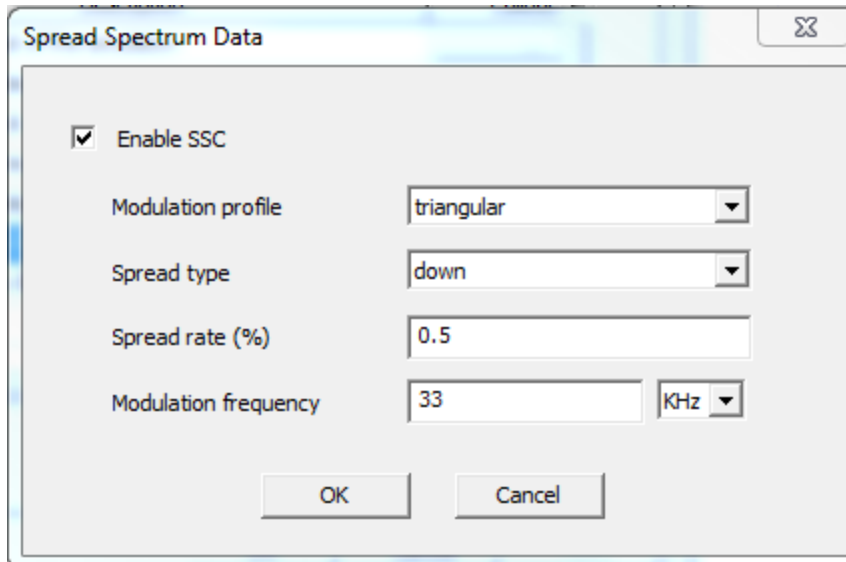 Spread Spectrum Data
Enable SSC
Modulation profile triangular
Spread type down
Spread rate (%) 0.5
Modulation frequency 33 KHz
OK Cancel